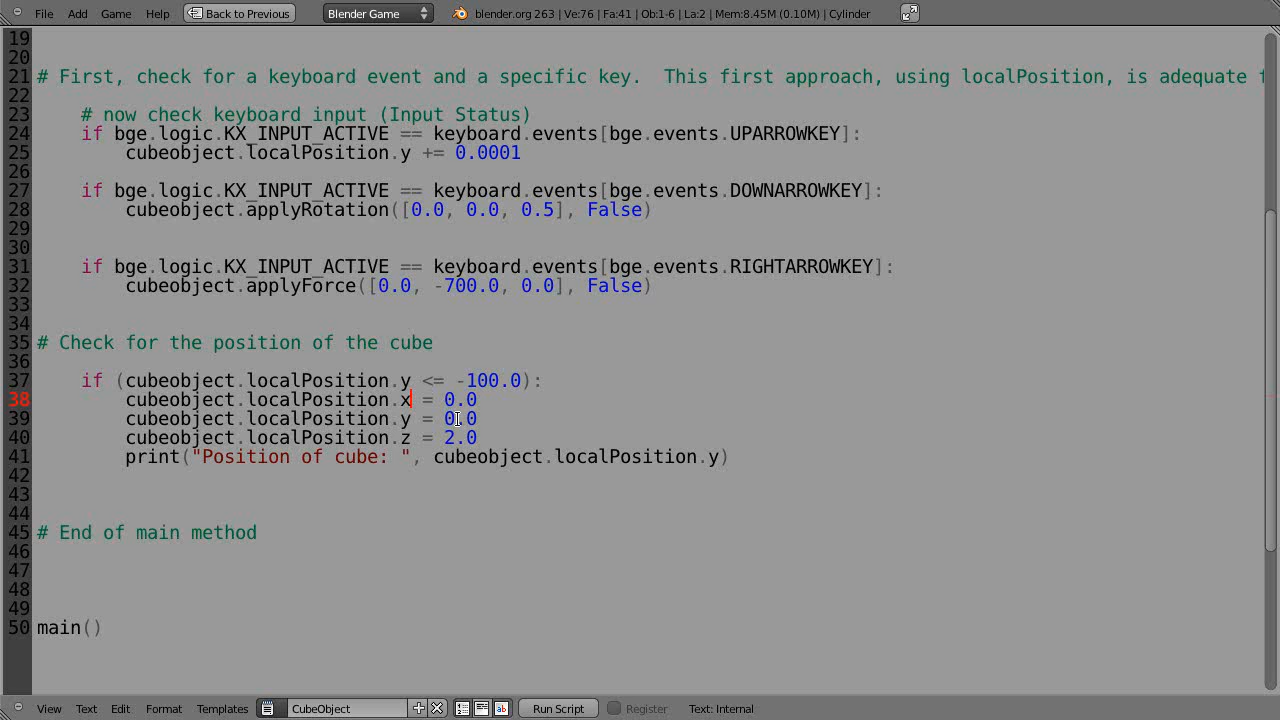 File Add Game Help Back to Previous Blender Game blender.org 263 | Ve:76 | Fa:41 | Ob:1-6 | La:2 | Mem:8.45M (0.10M) | Cylinder
19
20
21 # First, check for a keyboard event and a specific key.  This first approach, using localPosition, is adequate
22
23     # now check keyboard input (Input Status)
24     if bge.logic.KX_INPUT_ACTIVE == keyboard.events[bge.events.UPARROWKEY]:
25         cubeobject.localPosition.y += 0.0001
26
27     if bge.logic.KX_INPUT_ACTIVE == keyboard.events[bge.events.DOWNARROWKEY]:
28         cubeobject.applyRotation([0.0, 0.0, 0.5], False)
29
30
31     if bge.logic.KX_INPUT_ACTIVE == keyboard.events[bge.events.RIGHTARROWKEY]:
32         cubeobject.applyForce([0.0, -700.0, 0.0], False)
33
34
35 # Check for the position of the cube
36
37     if (cubeobject.localPosition.y <= -100.0):
38         cubeobject.localPosition.x = 0.0
39         cubeobject.localPosition.y = 0.0
40         cubeobject.localPosition.z = 2.0
41         print("Position of cube: ", cubeobject.localPosition.y)
42
43
44
45 # End of main method
46
47
48
49
50 main()
View Text Edit Format Templates CubeObject Run Script Register Text: Internal